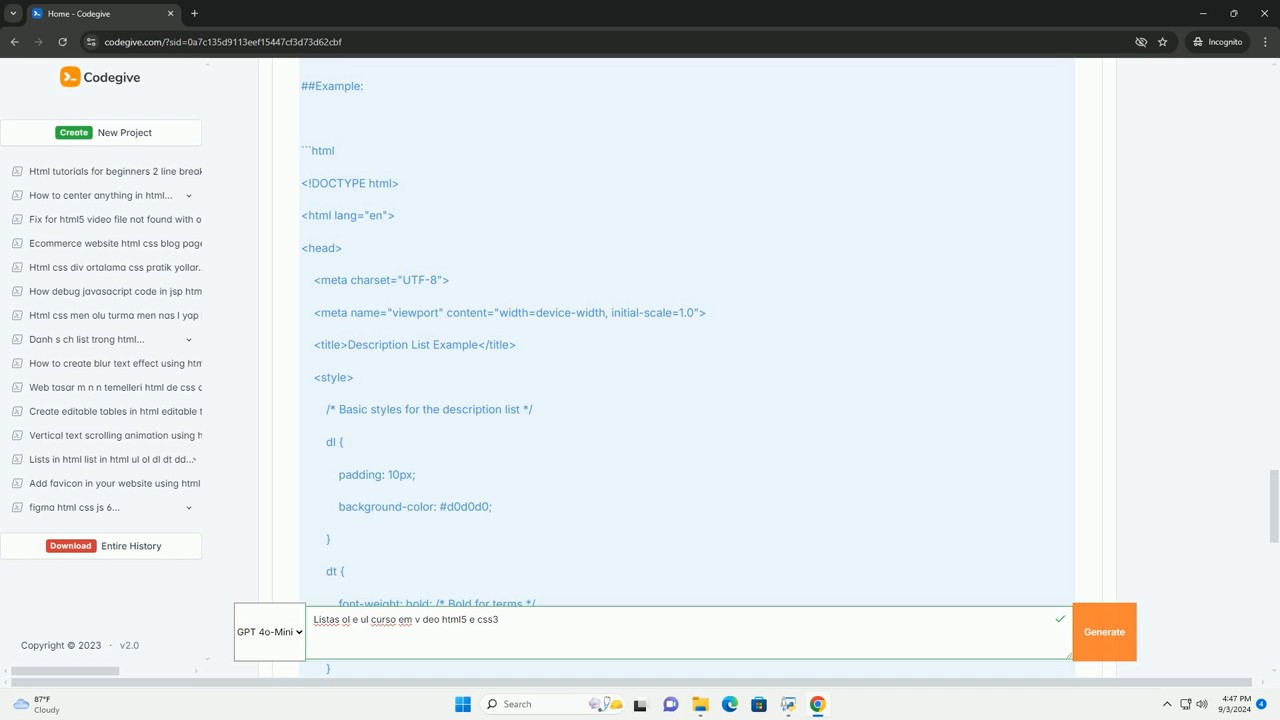 Home - Codegive
codegive.com/?sid=0a7c135d9113eef15447cf3d73d62cbf
Incognito
Codegive
Create New Project
Html tutorials for beginners 2 line break
How to center anything in html...
Fix for html5 video file not found with o
Ecommerce website html css blog page
Html css div ortalama css pratik yollar.
How debug javasacript code in jsp htm
Html css men olu turma men nas l yap
Danh s ch list trong html...
How to create blur text effect using htm
Web tasar m n n temelleri html de css c
Create editable tables in html editable t
Vertical text scrolling animation using h
Lists in html list in html ul ol dl dt dd...
Add favicon in your website using html
figma html css js 6...
Download Entire History
Copyright © 2023 · v2.0
##Example:
```html
<!DOCTYPE html>
<html lang="en">
<head>
<meta charset="UTF-8">
<meta name="viewport" content="width=device-width, initial-scale=1.0">
<title>Description List Example</title>
<style>
/* Basic styles for the description list */
dl {
padding: 10px;
background-color: #d0d0d0;
}
dt {
font-weight: bold; /* Bold for terms */
GPT 4o-Mini
Listas ol e ul curso em v deo html5 e css3
Generate
}
87°F
Cloudy
Search
4:47 PM
9/3/2024
4